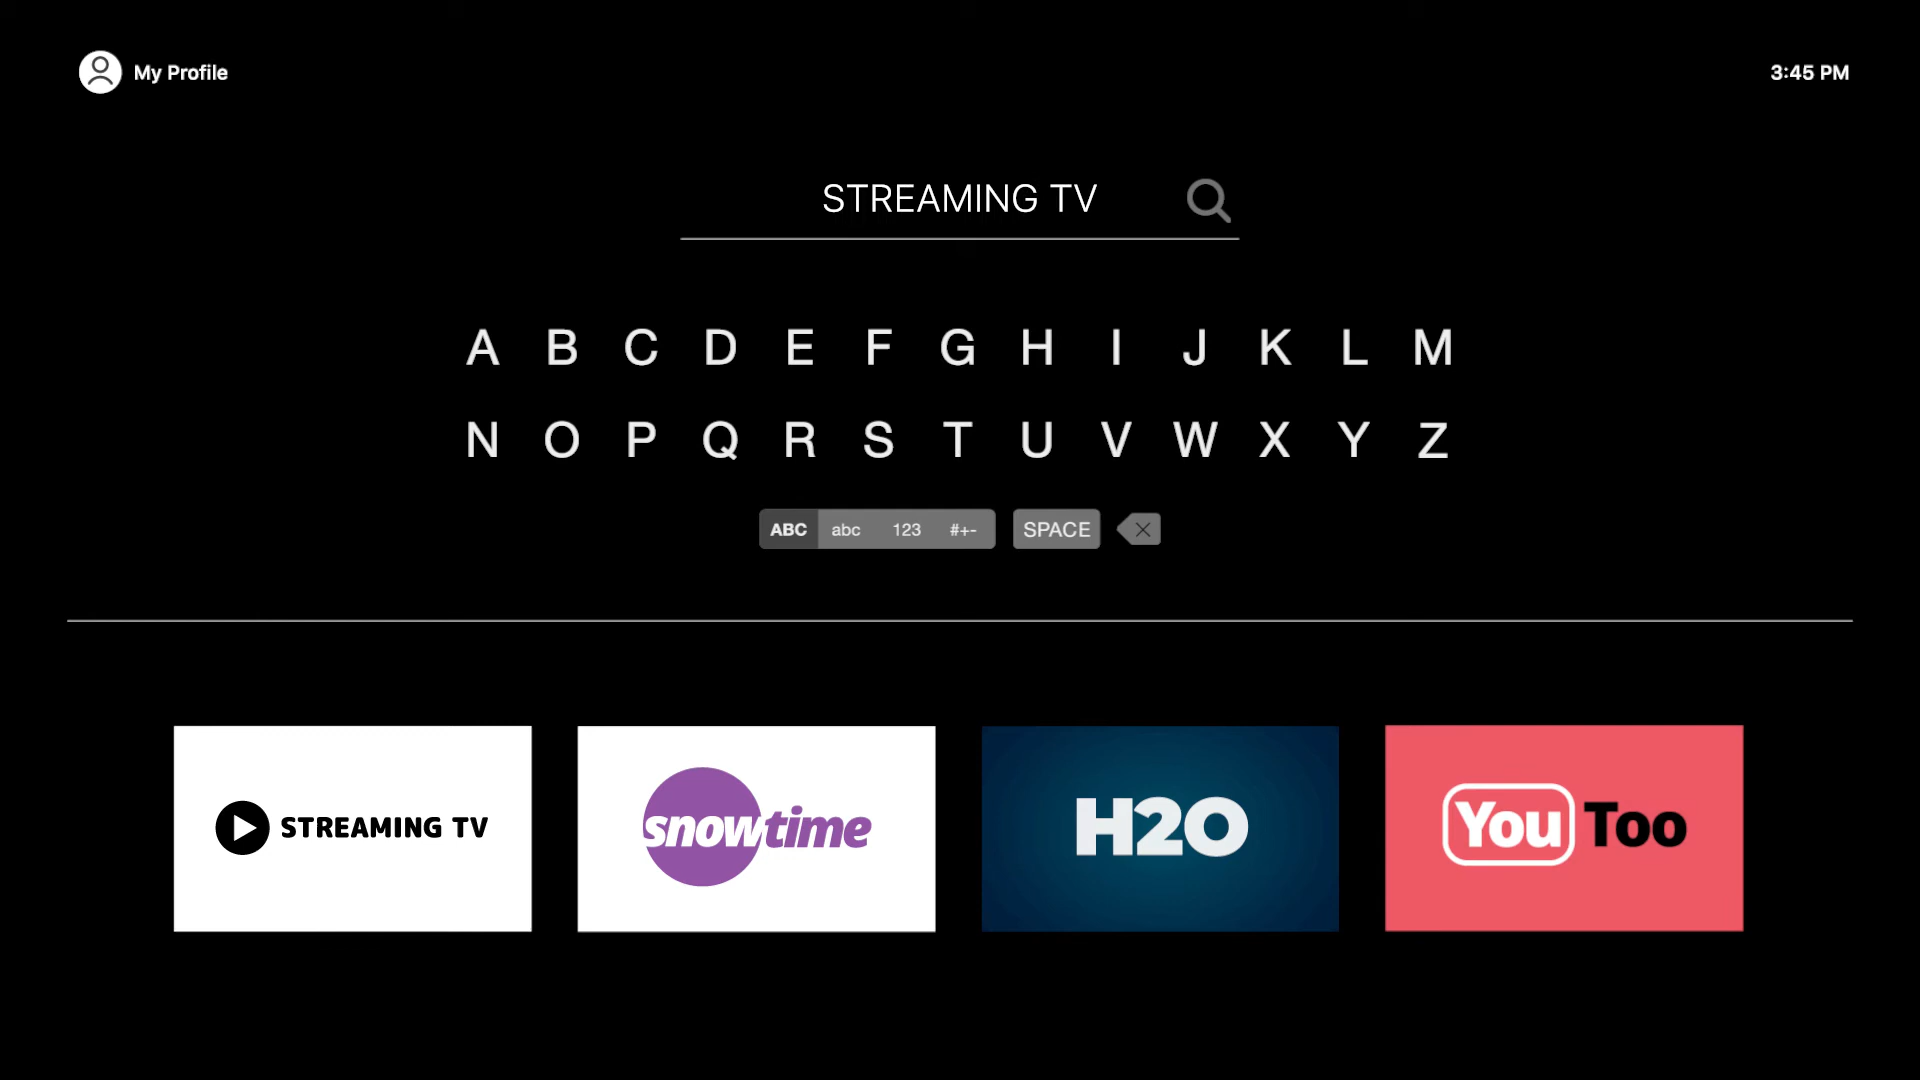 My Profile
3:45 PM
STREAMING TV
A B C D E F G H I J K L M
N O P Q R S T U V W X Y Z
ABC abc 123 #+- SPACE
STREAMING TV
snowtime
H2O
You Too